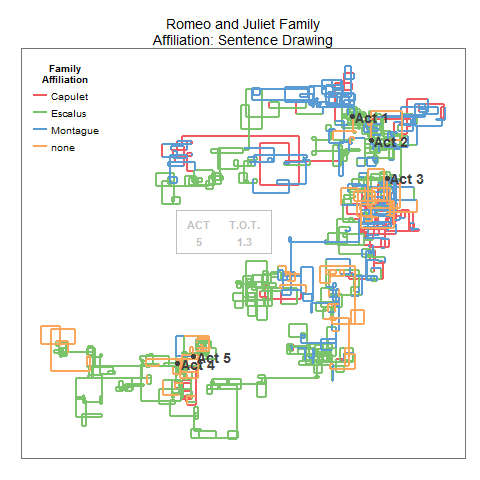 Romeo and Juliet Family
Affiliation: Sentence Drawing
Family
Affiliation
Capulet
Escalus
Montague
none
Act 1
Act 2
Act 3
ACT T.O.T.
5 1.3
Act 5
Act 4